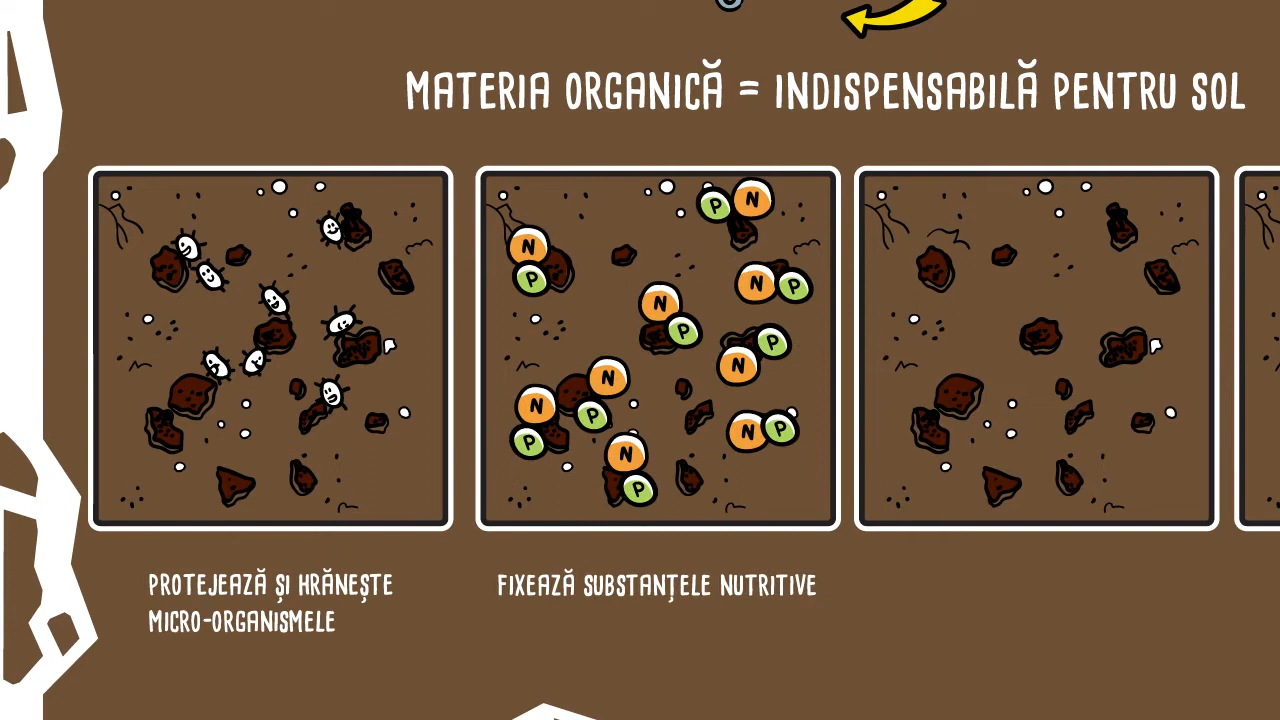 MATERIA ORGANICĂ = INDISPENSABILĂ PENTRU SOL
P N
N
P
N P
N
P
P
N
N
N
P
P
N P
N
P
PROTEJEAZĂ ȘI HRĂNEȘTE
MICRO-ORGANISMELE
FIXEAZĂ SUBSTANȚELE NUTRITIVE